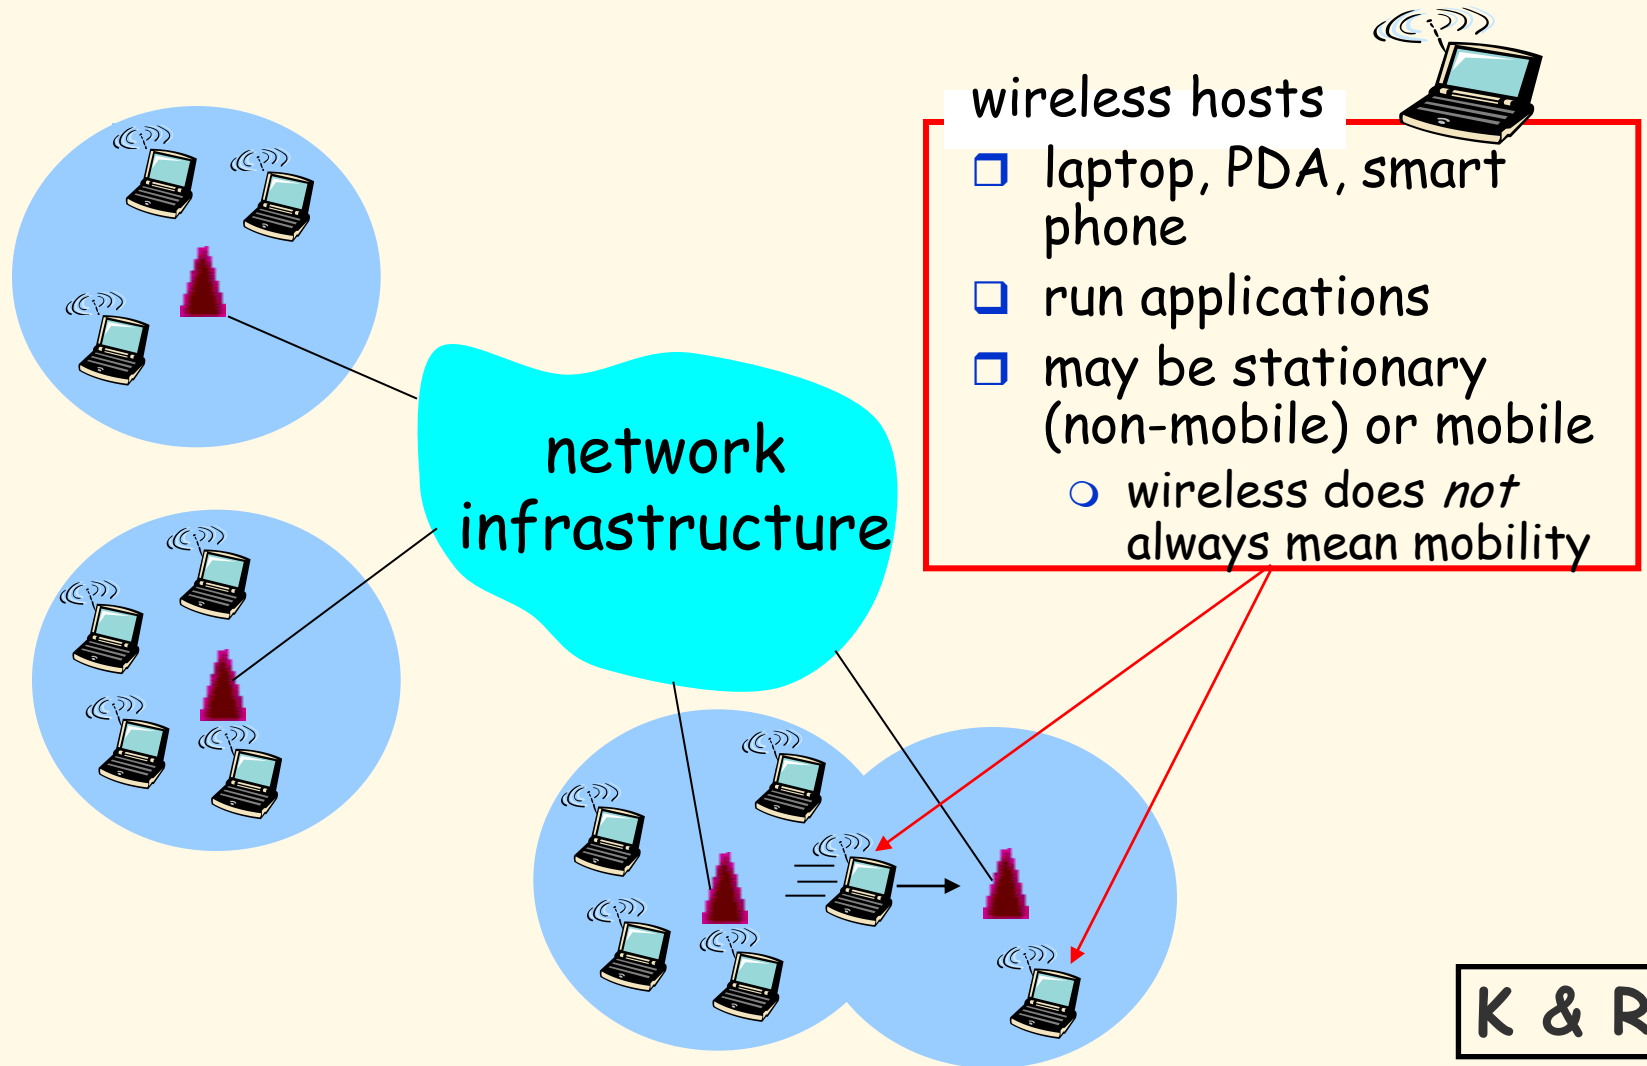 wireless hosts
laptop, PDA, smart
phone
run applications
may be stationary
(non-mobile) or mobile
wireless does not
always mean mobility
network
infrastructure
K & R